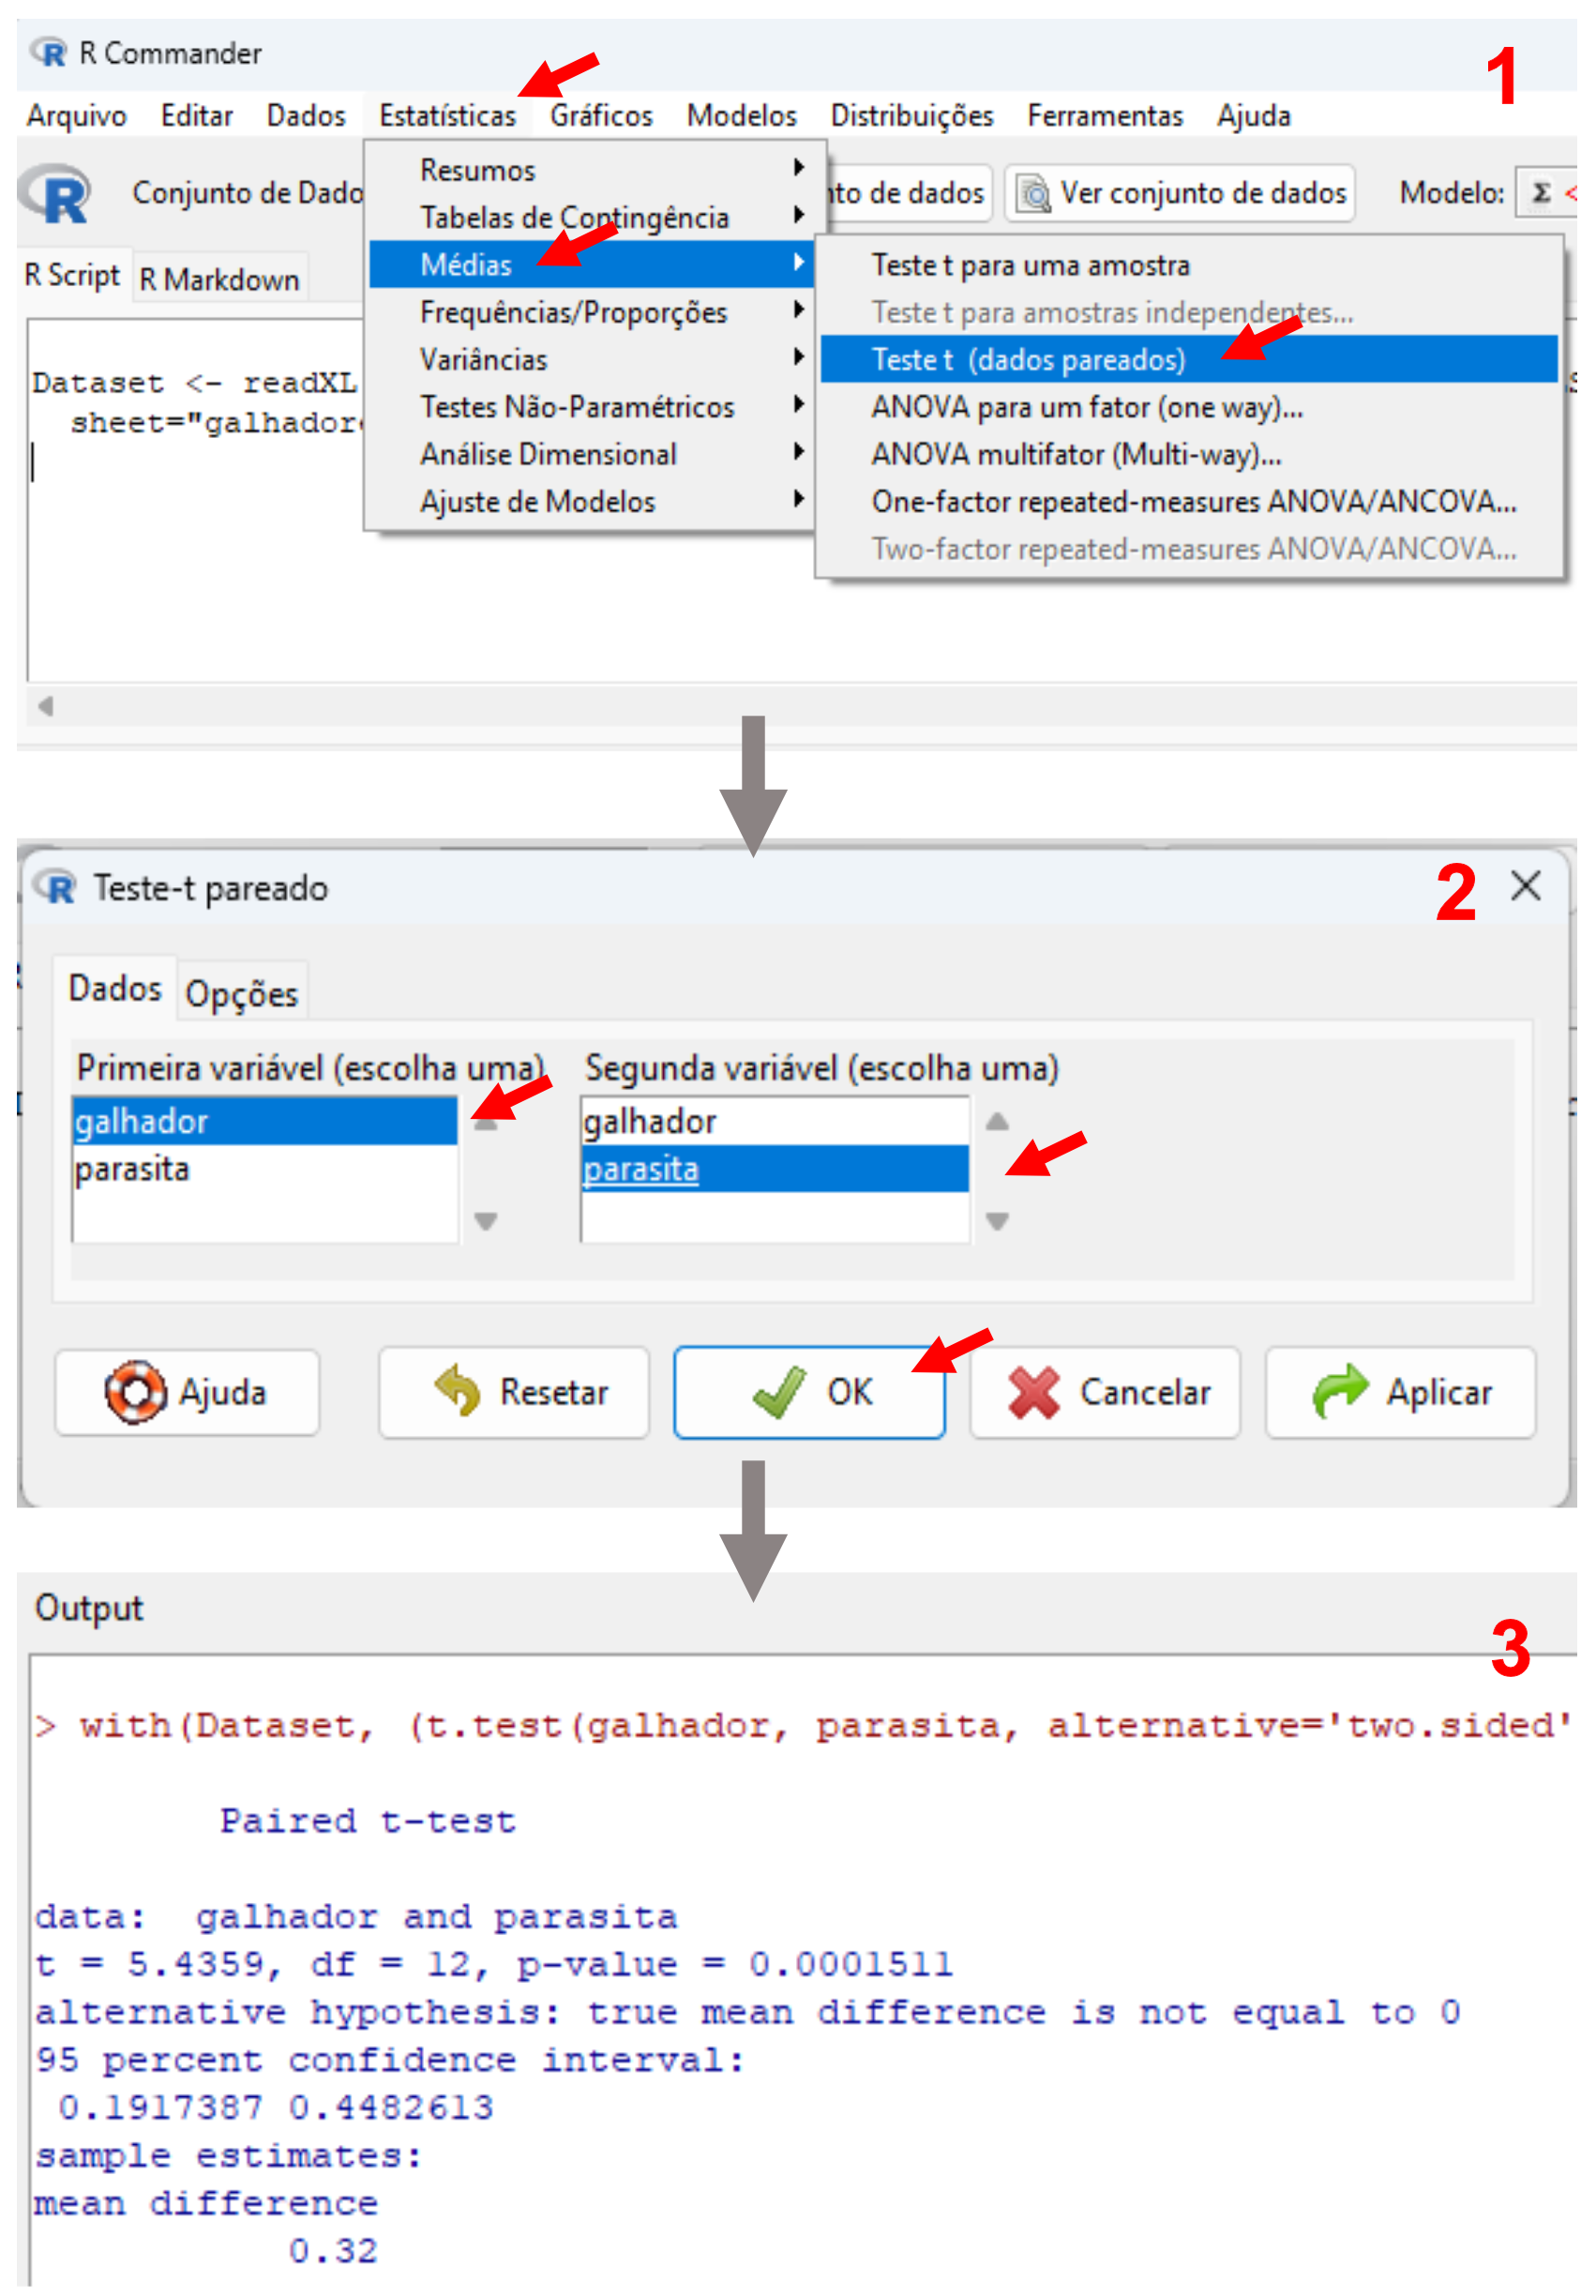 R Commander
1
Arquivo Editar Dados Estatísticas Gráficos Modelos Distribuições Ferramentas Ajuda
Conjunto de Dado
Ver conjunto de dados
Modelo: Σ <
to de dados
R Script R Markdown
Resumos
Tabelas de Contingência
Médias
Frequências/Proporções
Variâncias
Testes Não-Paramétricos
Análise Dimensional
Ajuste de Modelos
Teste t para uma amostra
Teste t para amostras independentes...
Teste t (dados pareados)
ANOVA para um fator (one way)...
ANOVA multifator (Multi-way)...
One-factor repeated-measures ANOVA/ANCOVA...
Two-factor repeated-measures ANOVA/ANCOVA...
Dataset <- readXL
sheet="galhador
Teste-t pareado
2
Dados Opções
Primeira variável (escolha uma)
galhador
parasita
Segunda variável (escolha uma)
galhador
parasita
Ajuda Resetar OK Cancelar Aplicar
Output
3
> with(Dataset, (t.test(galhador, parasita, alternative='two.sided'
Paired t-test
data: galhador and parasita
t = 5.4359, df = 12, p-value = 0.0001511
alternative hypothesis: true mean difference is not equal to 0
95 percent confidence interval:
0.1917387 0.4482613
sample estimates:
mean difference
0.32